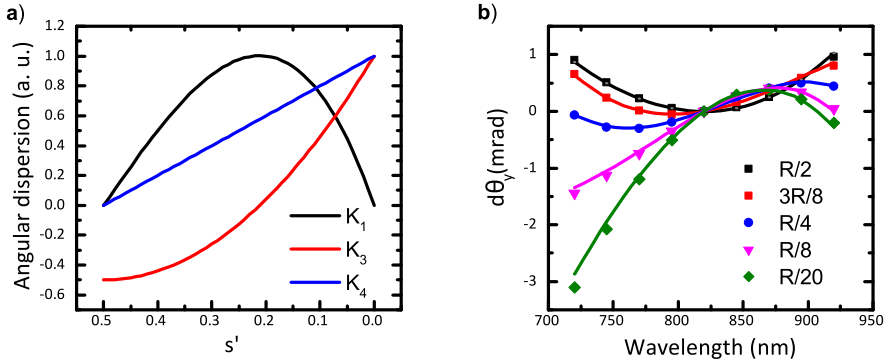 a)
Angular dispersion (a. u.)
1.2
1.0
0.8
0.6
0.4
0.2
0.0
-0.2
-0.4
-0.6
K1
K3
K4
0.5 0.4 0.3 0.2 0.1 0.0
s'
b)
dθy(mrad)
1
0
-1
-2
-3
R/2
3R/8
R/4
R/8
R/20
700 750 800 850 900 950
Wavelength (nm)